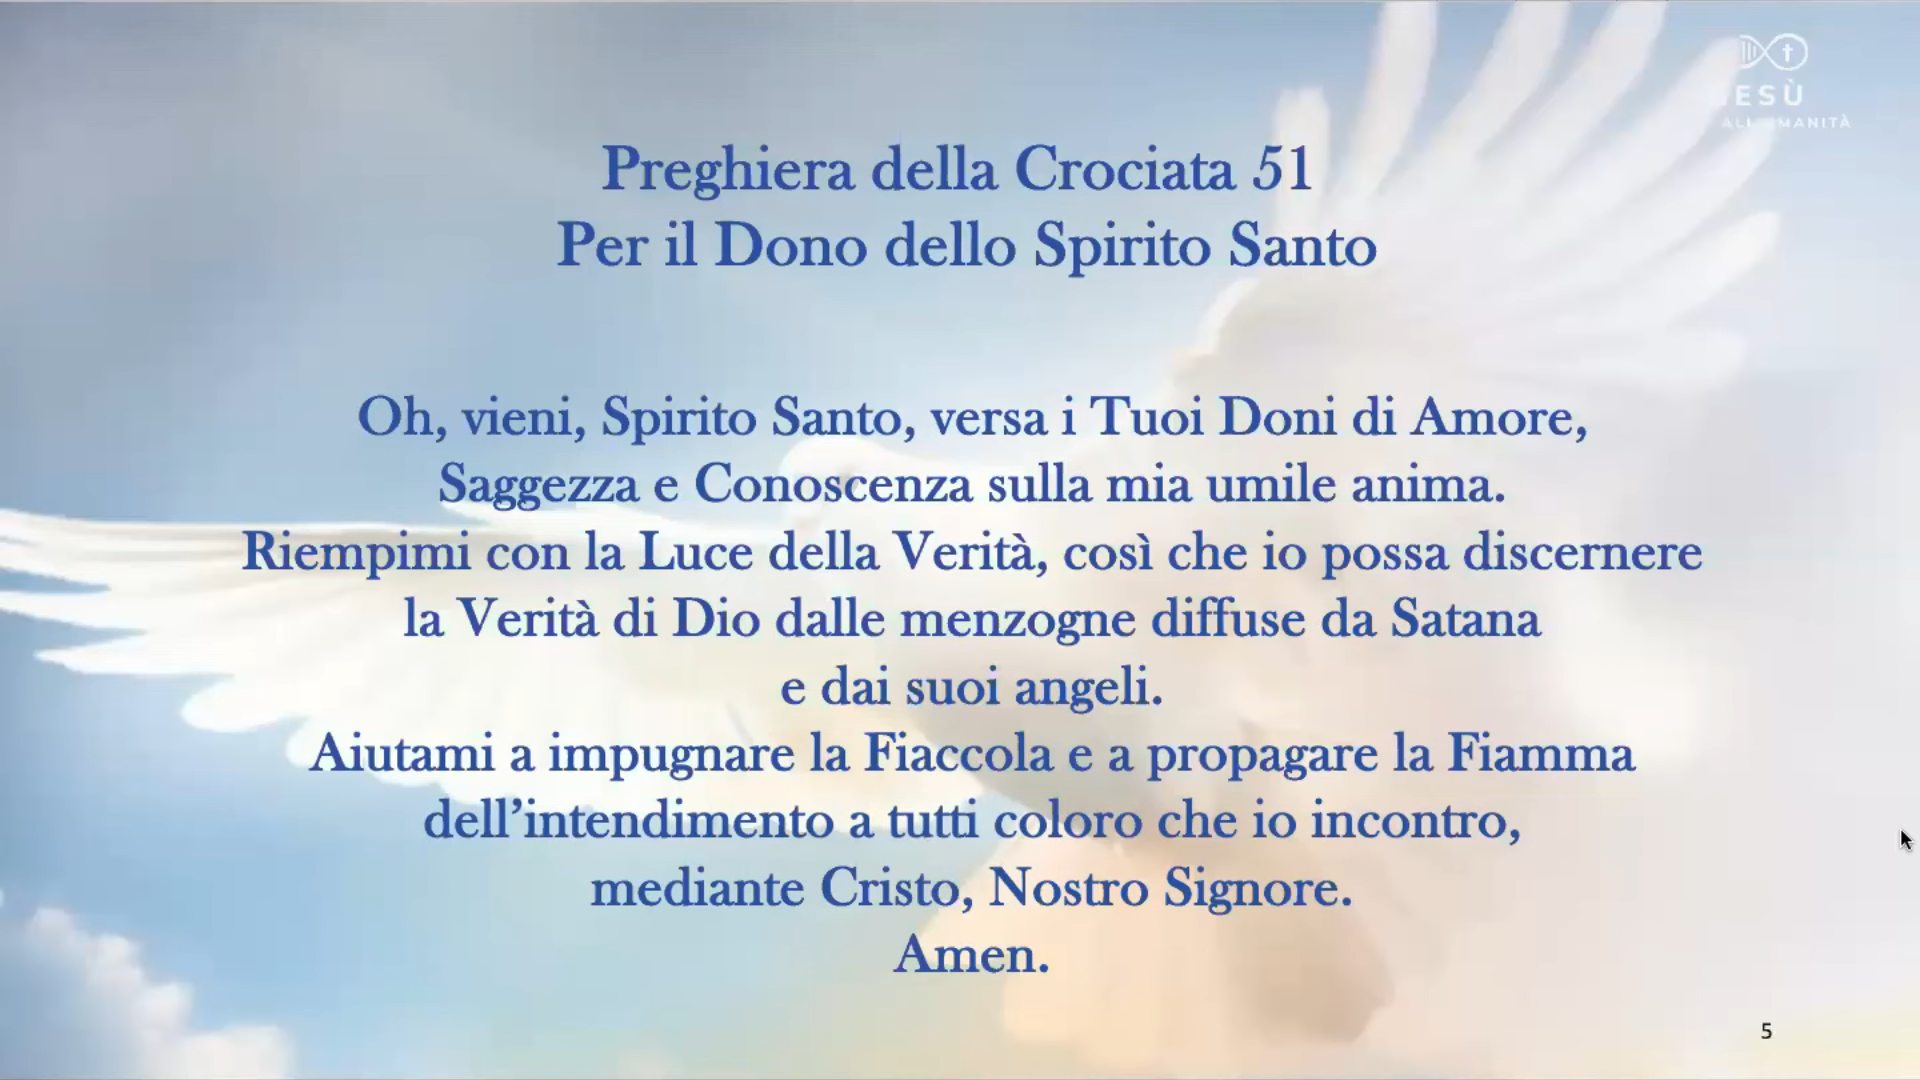 ESÙ
ALL'UMANITÀ
Preghiera della Crociata 51
Per il Dono dello Spirito Santo
Oh, vieni, Spirito Santo, versa i Tuoi Doni di Amore,
Saggezza e Conoscenza sulla mia umile anima.
Riempimi con la Luce della Verità, così che io possa discernere
la Verità di Dio dalle menzogne diffuse da Satana
e dai suoi angeli.
Aiutami a impugnare la Fiaccola e a propagare la Fiamma
dell’intendimento a tutti coloro che io incontro,
mediante Cristo, Nostro Signore.
Amen.
5